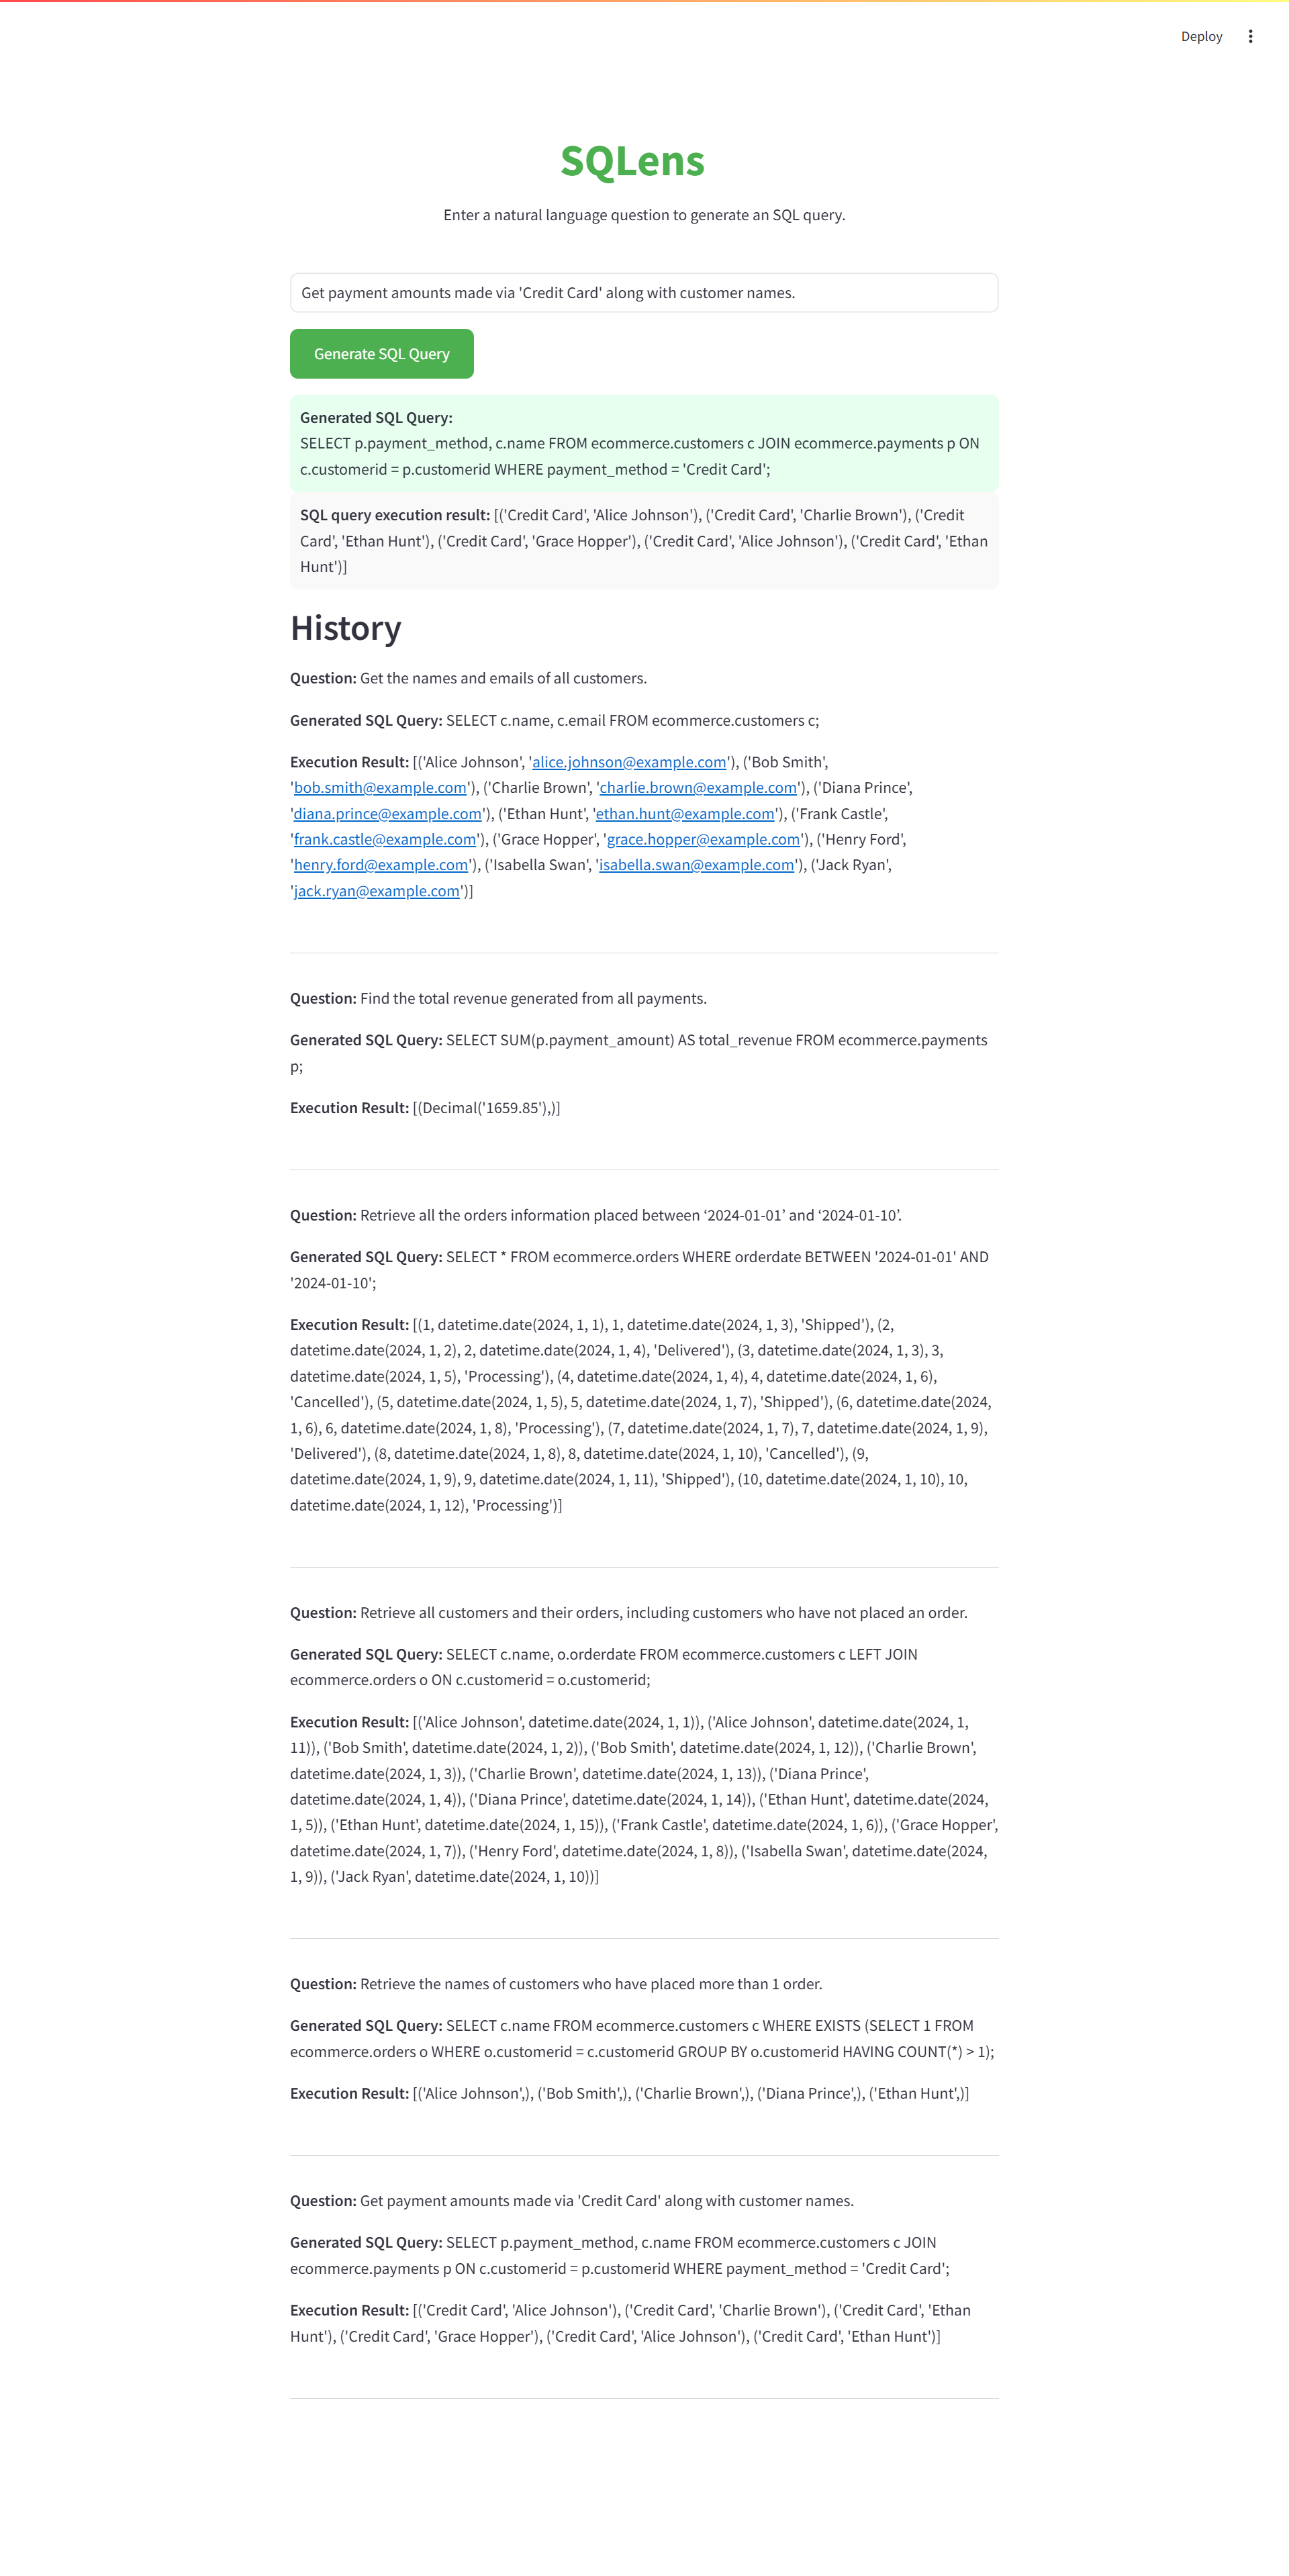 Deploy
SQLens
Enter a natural language question to generate an SQL query.
Get payment amounts made via 'Credit Card' along with customer names.
Generate SQL Query
Generated SQL Query:
SELECT p.payment_method, c.name FROM ecommerce.customers c JOIN ecommerce.payments p ON
c.customerid = p.customerid WHERE payment_method = 'Credit Card';
SQL query execution result: [('Credit Card', 'Alice Johnson'), ('Credit Card', 'Charlie Brown'), ('Credit
Card', 'Ethan Hunt'), ('Credit Card', 'Grace Hopper'), ('Credit Card', 'Alice Johnson'), ('Credit Card', 'Ethan
Hunt')]
History
Question: Get the names and emails of all customers.
Generated SQL Query: SELECT c.name, c.email FROM ecommerce.customers c;
Execution Result: [('Alice Johnson', 'alice.johnson@example.com'), ('Bob Smith',
'bob.smith@example.com'), ('Charlie Brown', 'charlie.brown@example.com'), ('Diana Prince',
'diana.prince@example.com'), ('Ethan Hunt', 'ethan.hunt@example.com'), ('Frank Castle',
'frank.castle@example.com'), ('Grace Hopper', 'grace.hopper@example.com'), ('Henry Ford',
'henry.ford@example.com'), ('Isabella Swan', 'isabella.swan@example.com'), ('Jack Ryan',
'jack.ryan@example.com')]
Question: Find the total revenue generated from all payments.
Generated SQL Query: SELECT SUM(p.payment_amount) AS total_revenue FROM ecommerce.payments
p;
Execution Result: [(Decimal('1659.85'),)]
Question: Retrieve all the orders information placed between ‘2024-01-01’ and ‘2024-01-10’.
Generated SQL Query: SELECT * FROM ecommerce.orders WHERE orderdate BETWEEN '2024-01-01' AND
'2024-01-10';
Execution Result: [(1, datetime.date(2024, 1, 1), 1, datetime.date(2024, 1, 3), 'Shipped'), (2,
datetime.date(2024, 1, 2), 2, datetime.date(2024, 1, 4), 'Delivered'), (3, datetime.date(2024, 1, 3), 3,
datetime.date(2024, 1, 5), 'Processing'), (4, datetime.date(2024, 1, 4), 4, datetime.date(2024, 1, 6),
'Cancelled'), (5, datetime.date(2024, 1, 5), 5, datetime.date(2024, 1, 7), 'Shipped'), (6, datetime.date(2024,
1, 6), 6, datetime.date(2024, 1, 8), 'Processing'), (7, datetime.date(2024, 1, 7), 7, datetime.date(2024, 1, 9),
'Delivered'), (8, datetime.date(2024, 1, 8), 8, datetime.date(2024, 1, 10), 'Cancelled'), (9,
datetime.date(2024, 1, 9), 9, datetime.date(2024, 1, 11), 'Shipped'), (10, datetime.date(2024, 1, 10), 10,
datetime.date(2024, 1, 12), 'Processing')]
Question: Retrieve all customers and their orders, including customers who have not placed an order.
Generated SQL Query: SELECT c.name, o.orderdate FROM ecommerce.customers c LEFT JOIN
ecommerce.orders o ON c.customerid = o.customerid;
Execution Result: [('Alice Johnson', datetime.date(2024, 1, 1)), ('Alice Johnson', datetime.date(2024, 1,
11)), ('Bob Smith', datetime.date(2024, 1, 2)), ('Bob Smith', datetime.date(2024, 1, 12)), ('Charlie Brown',
datetime.date(2024, 1, 3)), ('Charlie Brown', datetime.date(2024, 1, 13)), ('Diana Prince',
datetime.date(2024, 1, 4)), ('Diana Prince', datetime.date(2024, 1, 14)), ('Ethan Hunt', datetime.date(2024,
1, 5)), ('Ethan Hunt', datetime.date(2024, 1, 15)), ('Frank Castle', datetime.date(2024, 1, 6)), ('Grace Hopper',
datetime.date(2024, 1, 7)), ('Henry Ford', datetime.date(2024, 1, 8)), ('Isabella Swan', datetime.date(2024,
1, 9)), ('Jack Ryan', datetime.date(2024, 1, 10))]
Question: Retrieve the names of customers who have placed more than 1 order.
Generated SQL Query: SELECT c.name FROM ecommerce.customers c WHERE EXISTS (SELECT 1 FROM
ecommerce.orders o WHERE o.customerid = c.customerid GROUP BY o.customerid HAVING COUNT(*) > 1);
Execution Result: [('Alice Johnson',), ('Bob Smith',), ('Charlie Brown',), ('Diana Prince',), ('Ethan Hunt',)]
Question: Get payment amounts made via 'Credit Card' along with customer names.
Generated SQL Query: SELECT p.payment_method, c.name FROM ecommerce.customers c JOIN
ecommerce.payments p ON c.customerid = p.customerid WHERE payment_method = 'Credit Card';
Execution Result: [('Credit Card', 'Alice Johnson'), ('Credit Card', 'Charlie Brown'), ('Credit Card', 'Ethan
Hunt'), ('Credit Card', 'Grace Hopper'), ('Credit Card', 'Alice Johnson'), ('Credit Card', 'Ethan Hunt')]